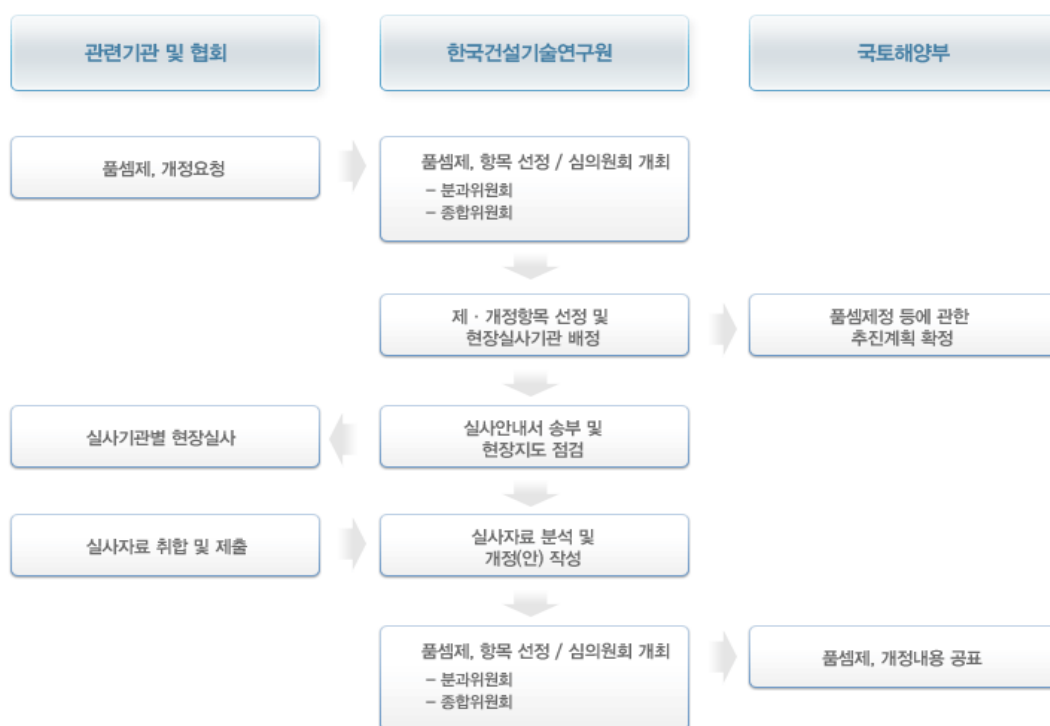 관련기관 및 협회
한국건설기술연구원
국토해양부
품셈제, 개정요청
품셈제, 항목 선정 / 심의원회 개최
- 분과위원회
- 종합위원회
제 · 개정항목 선정 및
현장실사기관 배정
품셈제정 등에 관한
추진계획 확정
실사기관별 현장실사
실사안내서 송부 및
현장지도 점검
실사자료 취합 및 제출
실사자료 분석 및
개정(안) 작성
품셈제, 항목 선정 / 심의원회 개최
- 분과위원회
- 종합위원회
품셈제, 개정내용 공표